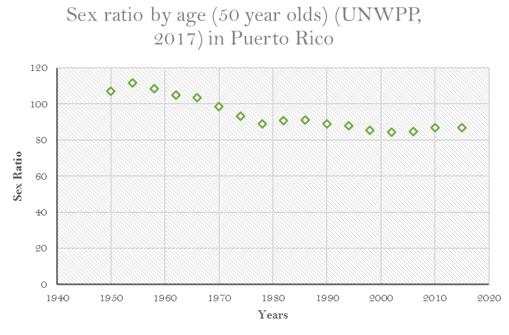 Sex ratio by age (50 year olds) (UNWPP,
2017) in Puerto Rico
120
100
80
60
40
20
0
Sex Ratio
1940 1950 1960 1970 1980 1990 2000 2010 2020
Years